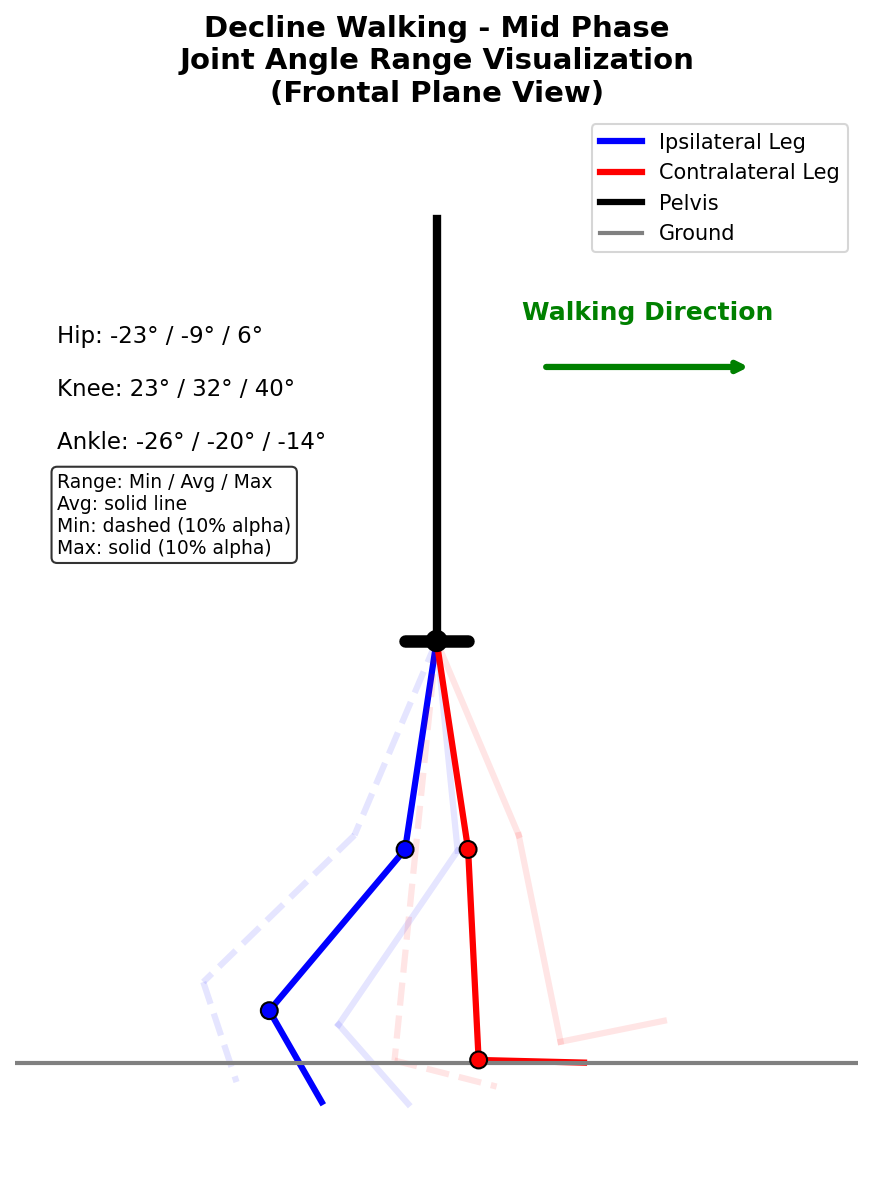 Decline Walking - Mid Phase
Joint Angle Range Visualization
(Frontal Plane View)
Ipsilateral Leg
Contralateral Leg
Pelvis
Ground
Walking Direction
Hip: -23° / -9° / 6°
Knee: 23° / 32° / 40°
Ankle: -26° / -20° / -14°
Range: Min / Avg / Max
Avg: solid line
Min: dashed (10% alpha)
Max: solid (10% alpha)